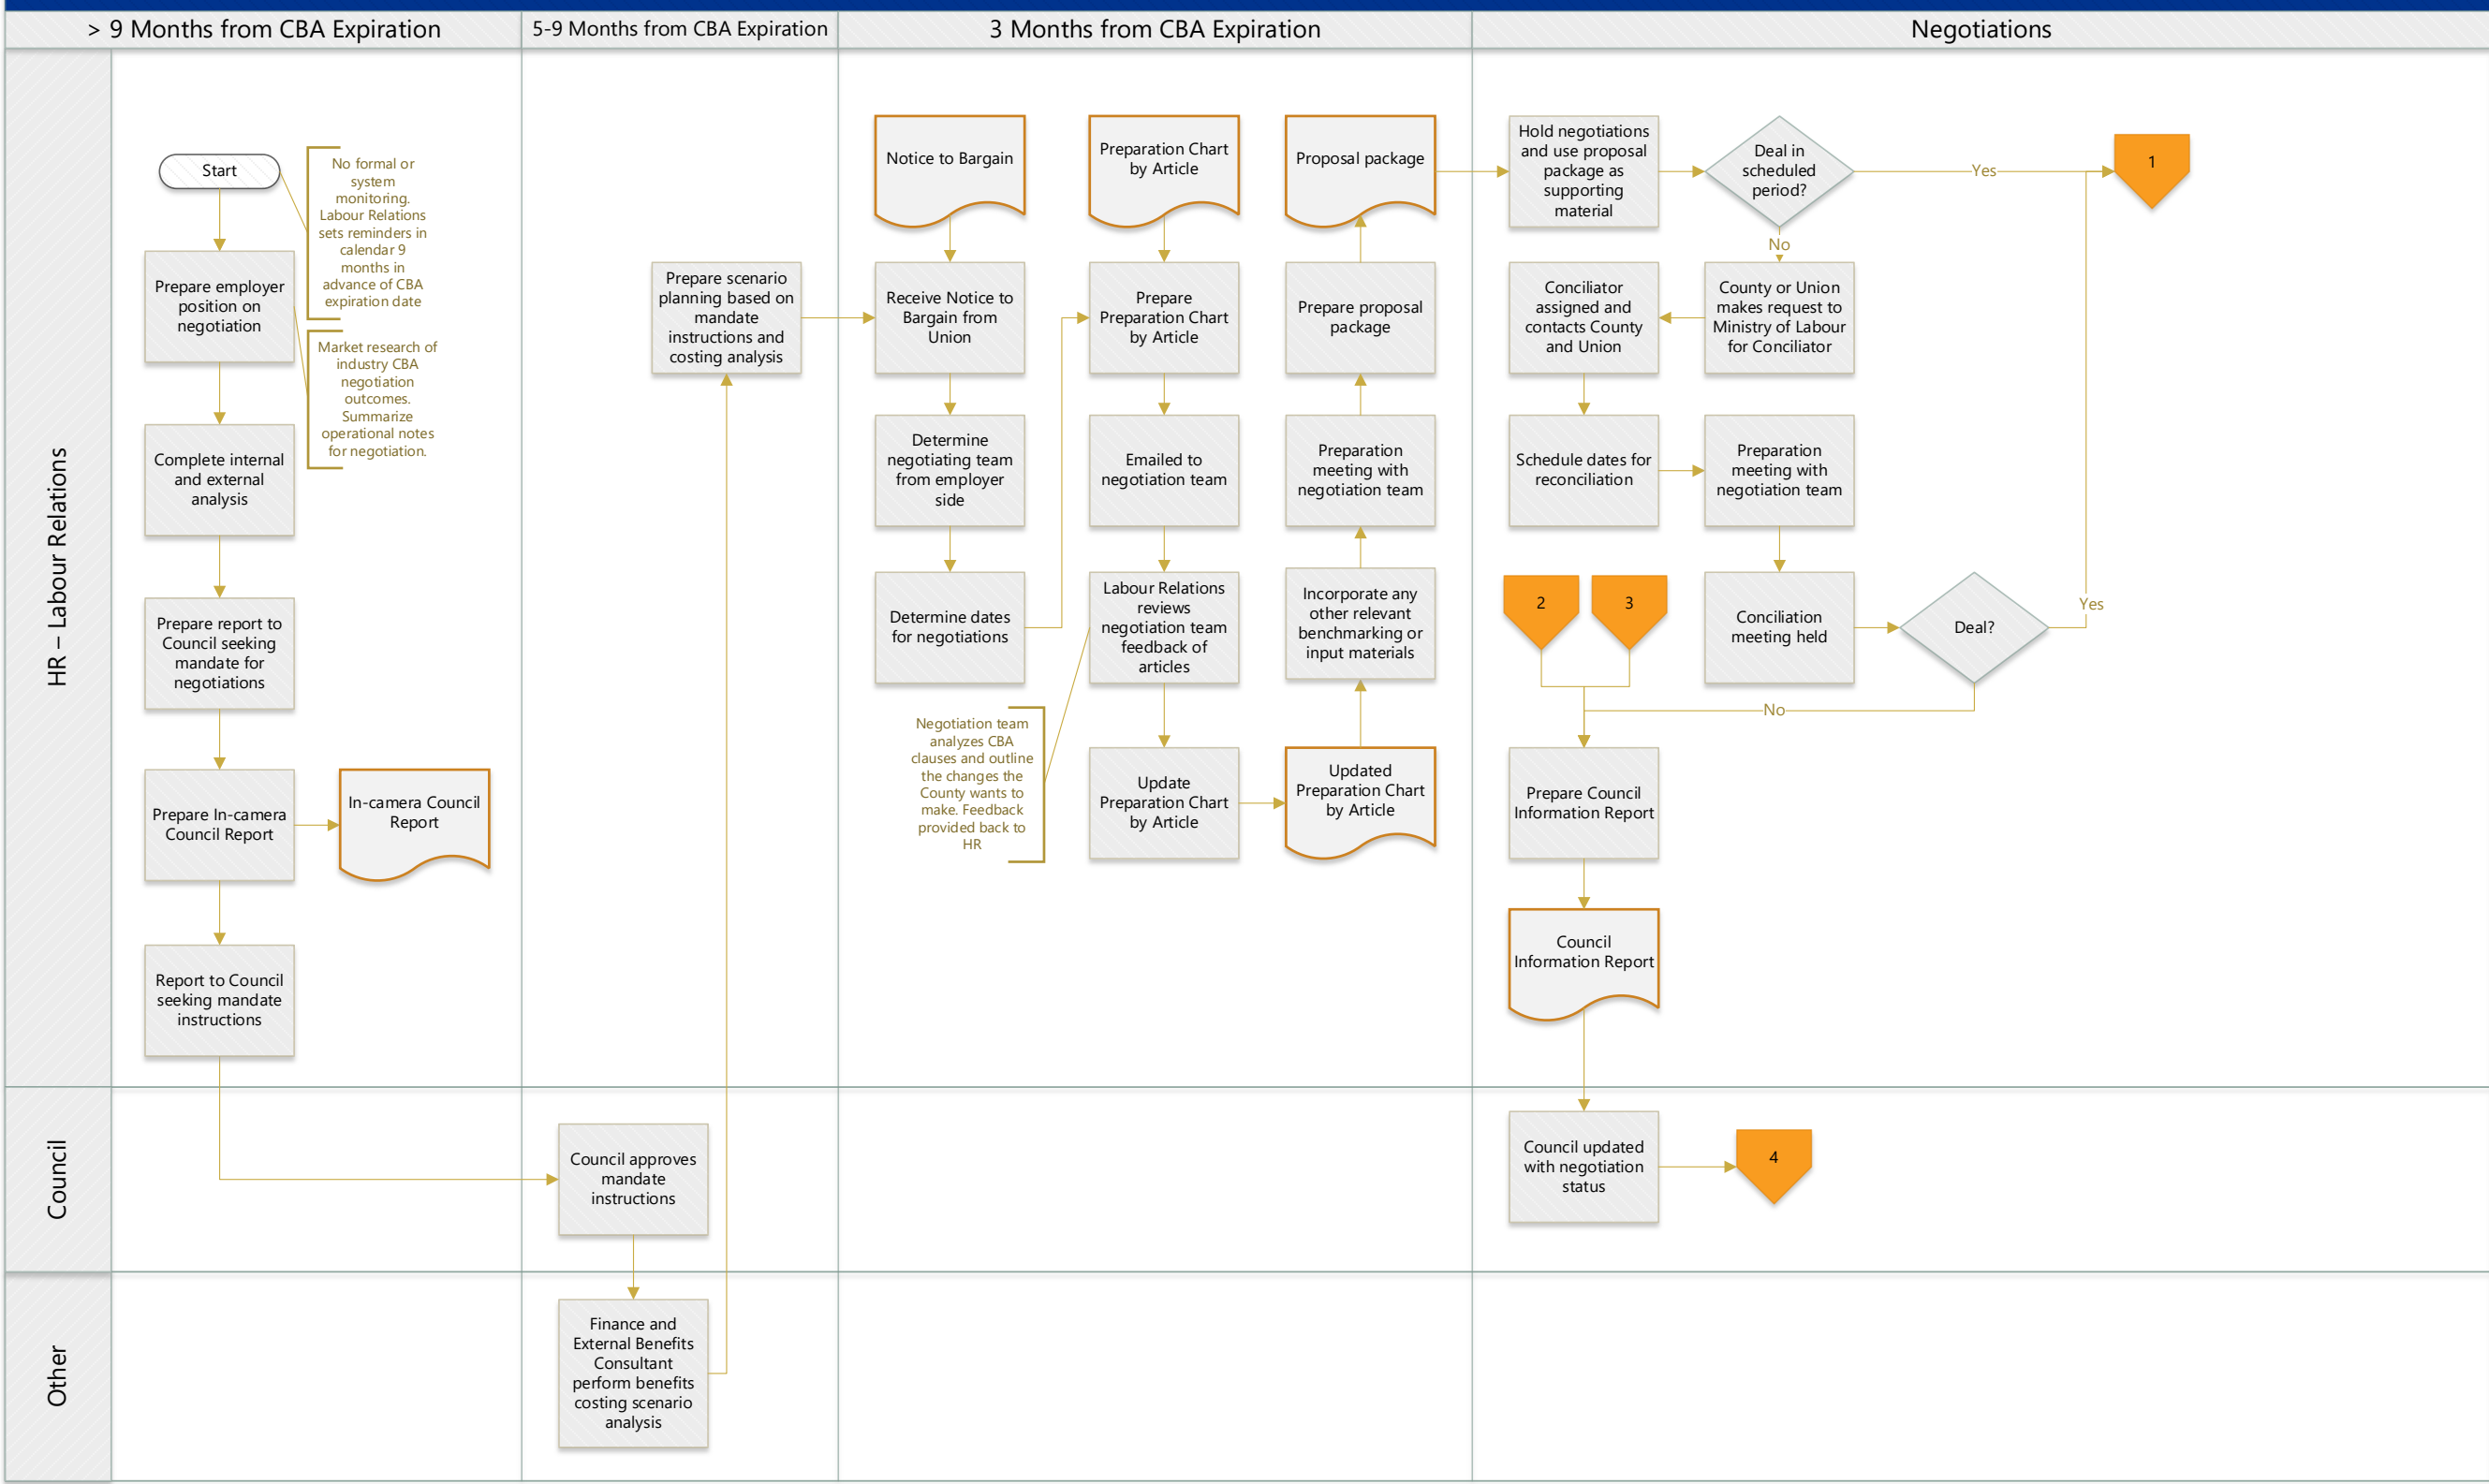 > 9 Months from CBA Expiration
5-9 Months from CBA Expiration
3 Months from CBA Expiration
Negotiations
HR – Labour Relations
Start
No formal or
system
monitoring.
Labour Relations
sets reminders in
calendar 9
months in
advance of CBA
expiration date
Prepare employer
position on
negotiation
Market research of
industry CBA
negotiation
outcomes.
Summarize
operational notes
for negotiation.
Complete internal
and external
analysis
Prepare report to
Council seeking
mandate for
negotiations
Prepare In-camera
Council Report
In-camera Council
Report
Report to Council
seeking mandate
instructions
Prepare scenario
planning based on
mandate
instructions and
costing analysis
Notice to Bargain
Receive Notice to
Bargain from
Union
Determine
negotiating team
from employer
side
Determine dates
for negotiations
Preparation Chart
by Article
Prepare
Preparation Chart
by Article
Emailed to
negotiation team
Labour Relations
reviews
negotiation team
feedback of
articles
Negotiation team
analyzes CBA
clauses and outline
the changes the
County wants to
make. Feedback
provided back to
HR
Update
Preparation Chart
by Article
Updated
Preparation Chart
by Article
Incorporate any
other relevant
benchmarking or
input materials
Preparation
meeting with
negotiation team
Prepare proposal
package
Proposal package
Hold negotiations
and use proposal
package as
supporting
material
Deal in
scheduled
period?
Yes
1
No
County or Union
makes request to
Ministry of Labour
for Conciliator
Conciliator
assigned and
contacts County
and Union
Schedule dates for
reconciliation
Preparation
meeting with
negotiation team
Conciliation
meeting held
Deal?
Yes
2
3
No
Prepare Council
Information Report
Council
Information Report
Council
Council approves
mandate
instructions
Council updated
with negotiation
status
4
Other
Finance and
External Benefits
Consultant
perform benefits
costing scenario
analysis